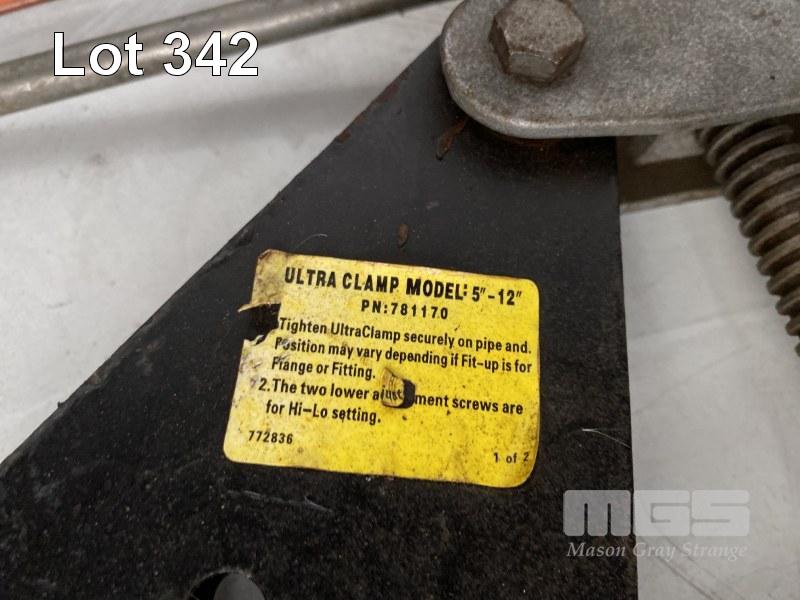 Lot 342
ULTRA CLAMP MODEL: 5"-12"
PN:781170
Tighten UltraClamp securely on pipe and.
Position may vary depending if Fit-up is for
Flange or Fitting.
2.The two lower ment screws are
for Hi-Lo setting.
772836
1 of 2
MGS
Mason Gray Strange